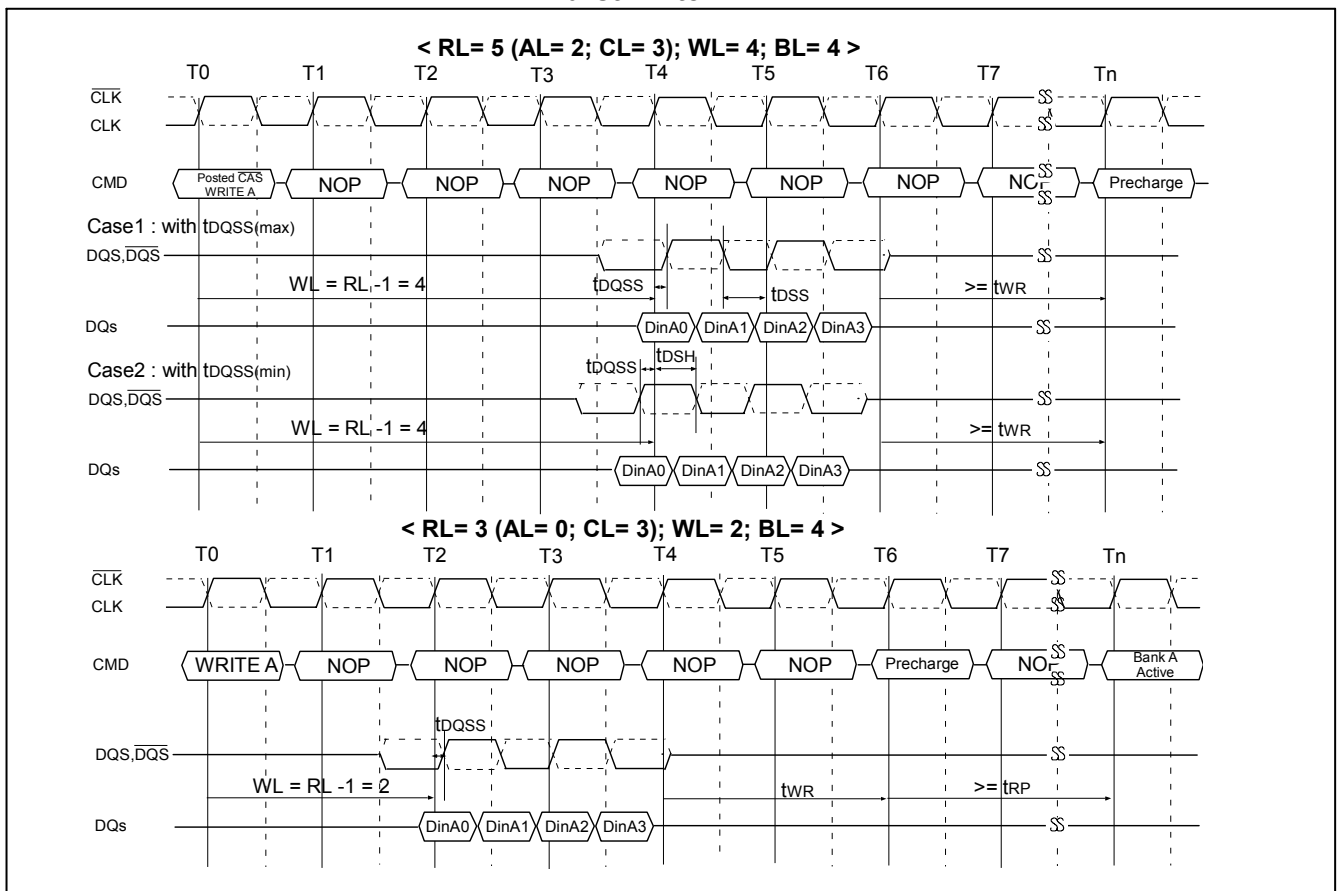 < RL= 5 (AL= 2; CL= 3); WL= 4; BL= 4 >
T0 T1 T2 T3 T4 T5 T6 T7 Tn
CLK
CLK
CMD Posted CAS WRITE A NOP NOP NOP NOP NOP NOP Precharge
Case1 : with tDQSS(max)
DQS,DQS
WL = RL -1 = 4 tDQSS tDSS >= tWR
DQs DinA0 DinA1 DinA2 DinA3
Case2 : with tDQSS(min) tDQSS tDSH
DQS,DQS
WL = RL -1 = 4 >= tWR
DQs DinA0 DinA1 DinA2 DinA3
< RL= 3 (AL= 0; CL= 3); WL= 2; BL= 4 >
T0 T1 T2 T3 T4 T5 T6 T7 Tn
CLK
CLK
CMD WRITE A NOP NOP NOP NOP NOP Precharge Bank A Active
tDQSS
DQS,DQS
WL = RL -1 = 2 tWR >= tRP
DQs DinA0 DinA1 DinA2 DinA3